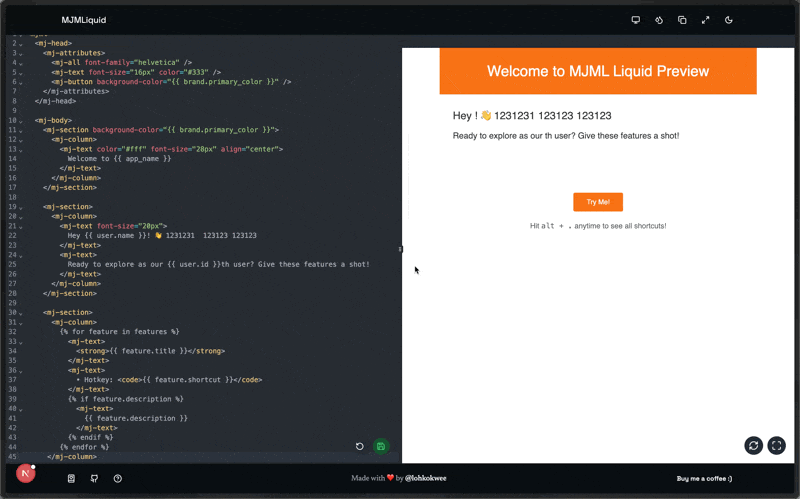 MJMLiquid
2 <mj-head>
3 <mj-attributes>
4 <mj-all font-family="helvetica" />
5 <mj-text font-size="16px" color="#333" />
6 <mj-button background-color="{{ brand.primary_color }}" />
7 </mj-attributes>
8 </mj-head>
9
10 <mj-body>
11 <mj-section background-color="{{ brand.primary_color }}">
12 <mj-column>
13 <mj-text color="#fff" font-size="28px" align="center">
14 Welcome to {{ app_name }}
15 </mj-text>
16 </mj-column>
17 </mj-section>
18
19 <mj-section>
20 <mj-column>
21 <mj-text font-size="20px">
22 Hey {{ user.name }}! 👋 1231231  123123 123123
23 </mj-text>
24 <mj-text>
25 Ready to explore as our {{ user.id }}th user? Give these features a shot!
26 </mj-text>
27 </mj-column>
28 </mj-section>
29
30 <mj-section>
31 <mj-column>
32 {% for feature in features %}
33 <mj-text>
34 <strong>{{ feature.title }}</strong>
35 </mj-text>
36 <mj-text>
37 • Hotkey: <code>{{ feature.shortcut }}</code>
38 </mj-text>
39 {% if feature.description %}
40 <mj-text>
41 {{ feature.description }}
42 </mj-text>
43 {% endif %}
44 {% endfor %}
45 </mj-column>
Welcome to MJML Liquid Preview
Hey ! 👋 1231231 123123 123123
Ready to explore as our th user? Give these features a shot!
Try Me!
Hit alt + . anytime to see all shortcuts!
N
Made with ❤️ by @lohkokwee
Buy me a coffee :)